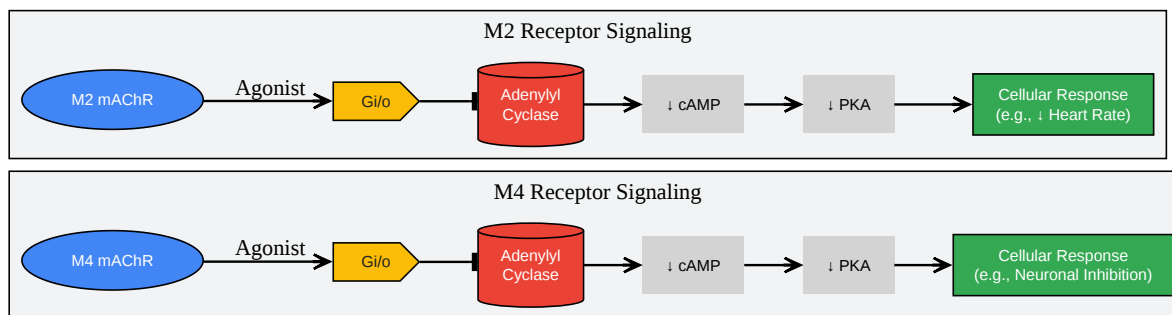 M2 Receptor Signaling
M2 mAChR
Agonist
Gi/o
Adenylyl
Cyclase
↓ cAMP
↓ PKA
Cellular Response
(e.g., ↓ Heart Rate)
M4 Receptor Signaling
M4 mAChR
Agonist
Gi/o
Adenylyl
Cyclase
↓ cAMP
↓ PKA
Cellular Response
(e.g., Neuronal Inhibition)